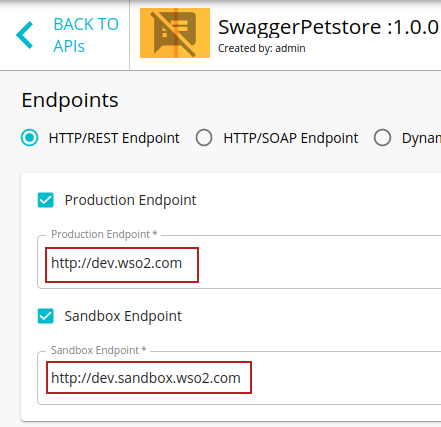 BACK TO
APIs
SwaggerPetstore :1.0.0
Created by: admin
Endpoints
HTTP/REST Endpoint HTTP/SOAP Endpoint Dynam
Production Endpoint
Production Endpoint *
http://dev.wso2.com
Sandbox Endpoint
Sandbox Endpoint *
http://dev.sandbox.wso2.com